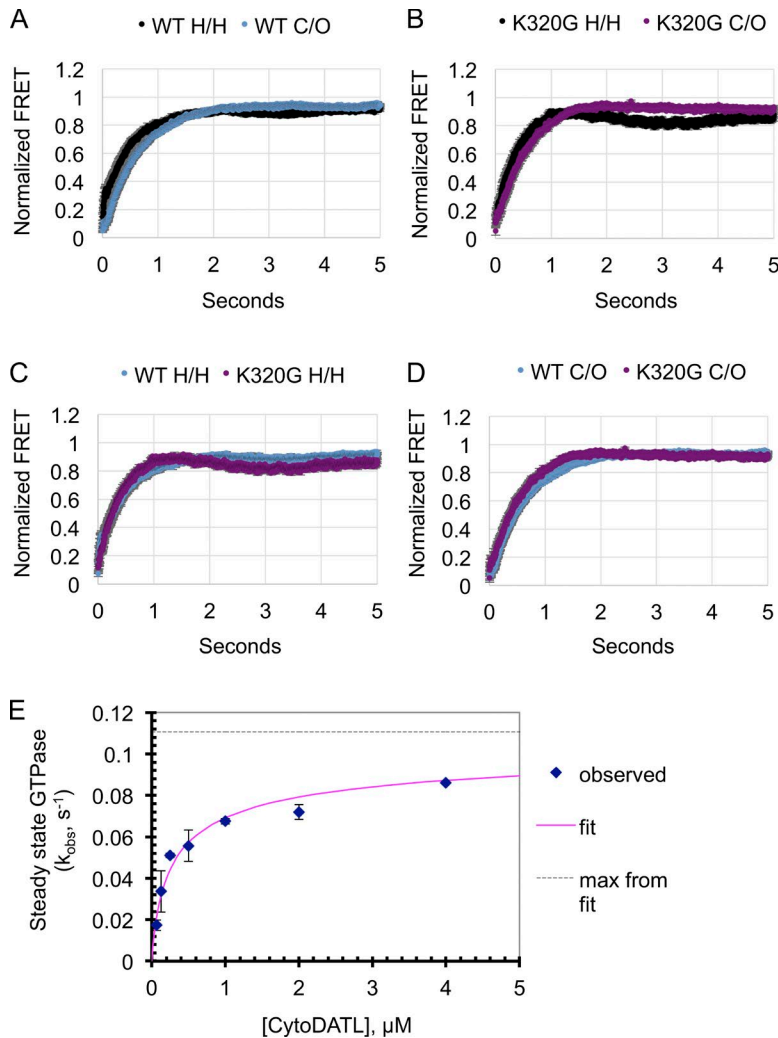 A
WT H/H WT C/O
Normalized FRET
1.2
1
0.8
0.6
0.4
0.2
0
0 1 2 3 4 5
Seconds
B
K320G H/H K320G C/O
Normalized FRET
1.2
1
0.8
0.6
0.4
0.2
0
0 1 2 3 4 5
Seconds
C
WT H/H K320G H/H
Normalized FRET
1.2
1
0.8
0.6
0.4
0.2
0
0 1 2 3 4 5
Seconds
D
WT C/O K320G C/O
Normalized FRET
1.2
1
0.8
0.6
0.4
0.2
0
0 1 2 3 4 5
Seconds
E
Steady state GTPase
(kobs, s-1)
0.12
0.1
0.08
0.06
0.04
0.02
0
0 1 2 3 4 5
[CytoDATL], μM
observed
fit
max from
fit